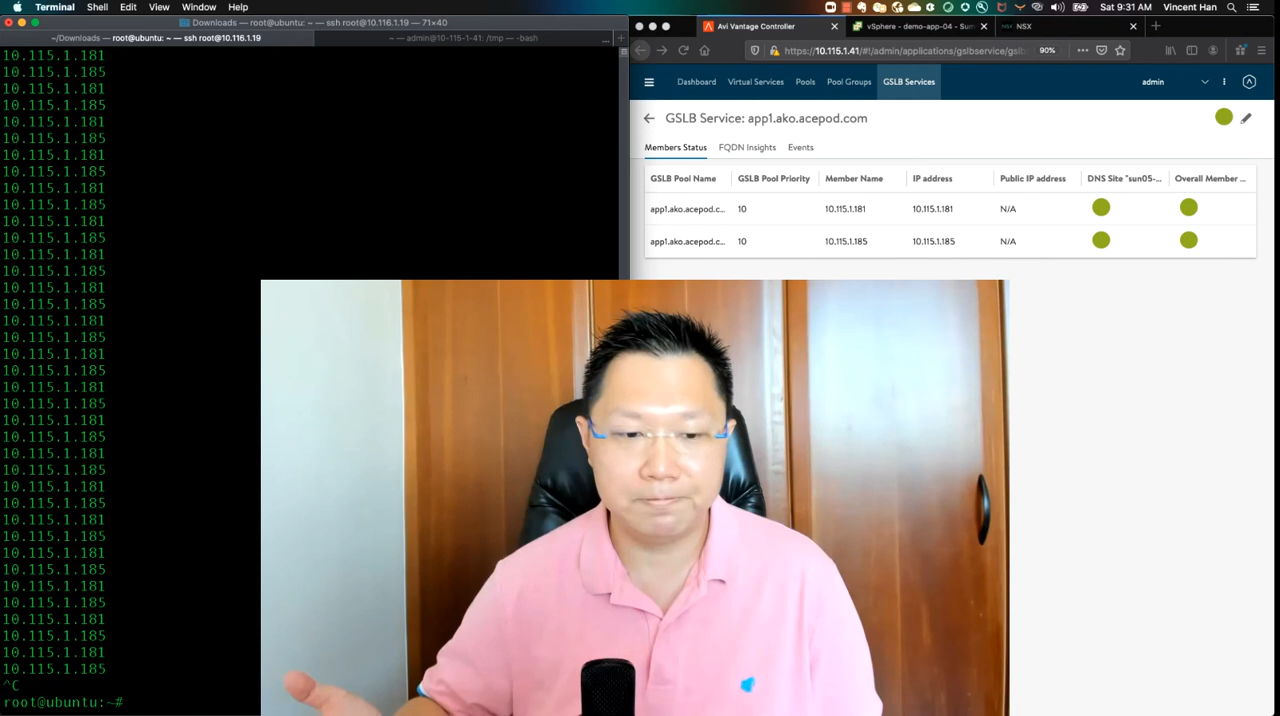 Terminal Shell Edit View Window Help
Sat 9:31 AM Vincent Han
Downloads — root@ubuntu: ~ — ssh root@10.116.1.19 — 71×40
~/Downloads — root@ubuntu: ~ — ssh root@10.116.1.19
~ — admin@10-115-1-41: /tmp — -bash
10.115.1.181
10.115.1.185
10.115.1.181
10.115.1.185
10.115.1.181
10.115.1.185
10.115.1.181
10.115.1.185
10.115.1.181
10.115.1.185
10.115.1.181
10.115.1.185
10.115.1.181
10.115.1.185
10.115.1.181
10.115.1.185
10.115.1.181
10.115.1.185
10.115.1.181
10.115.1.185
10.115.1.181
10.115.1.185
10.115.1.181
10.115.1.185
10.115.1.181
10.115.1.185
10.115.1.181
10.115.1.185
10.115.1.181
10.115.1.185
10.115.1.181
10.115.1.185
10.115.1.181
10.115.1.185
10.115.1.181
10.115.1.185
10.115.1.181
10.115.1.185
^C
root@ubuntu:~#
Avi Vantage Controller
vSphere - demo-app-04 - Sum
NSX NSX
https://10.115.1.41/#!/admin/applications/gslbservice/gslb
90%
Dashboard Virtual Services Pools Pool Groups GSLB Services
admin
GSLB Service: app1.ako.acepod.com
Members Status FQDN Insights Events
GSLB Pool Name GSLB Pool Priority Member Name IP address Public IP address DNS Site "sun05-... Overall Member ...
app1.ako.acepod.c... 10 10.115.1.181 10.115.1.181 N/A
app1.ako.acepod.c... 10 10.115.1.185 10.115.1.185 N/A